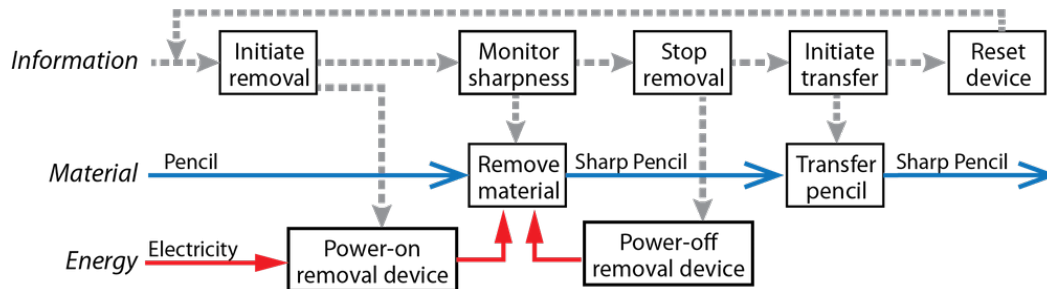 Information
Initiate
removal
Monitor
sharpness
Stop
removal
Initiate
transfer
Reset
device
Material
Pencil
Remove
material
Sharp Pencil
Transfer
pencil
Sharp Pencil
Energy
Electricity
Power-on
removal device
Power-off
removal device